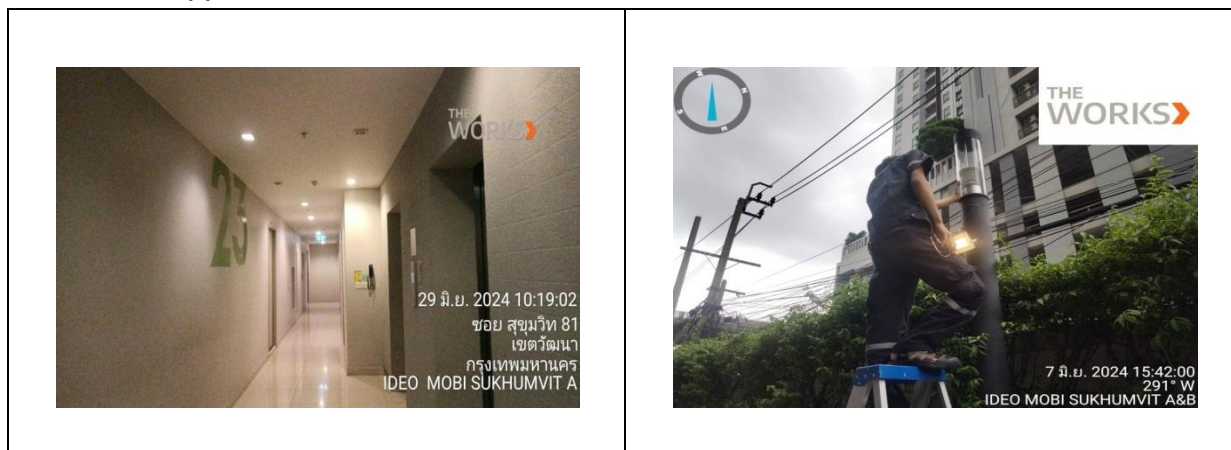 THE
WORKS
23
29 มิ.ย. 2024 10:19:02
ซอย สุขุมวิท 81
เขตวัฒนา
กรุงเทพมหานคร
IDEO MOBI SUKHUMVIT A
N
S
THE
WORKS
7 มิ.ย. 2024 15:42:00
291° W
IDEO MOBI SUKHUMVIT A&B